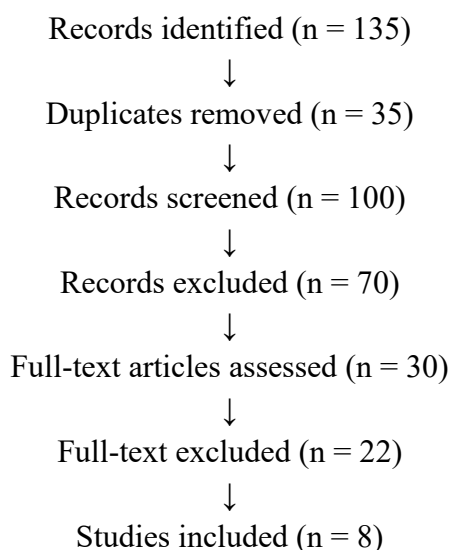 Records identified (n = 135)
↓
Duplicates removed (n = 35)
↓
Records screened (n = 100)
↓
Records excluded (n = 70)
↓
Full-text articles assessed (n = 30)
↓
Full-text excluded (n = 22)
↓
Studies included (n = 8)